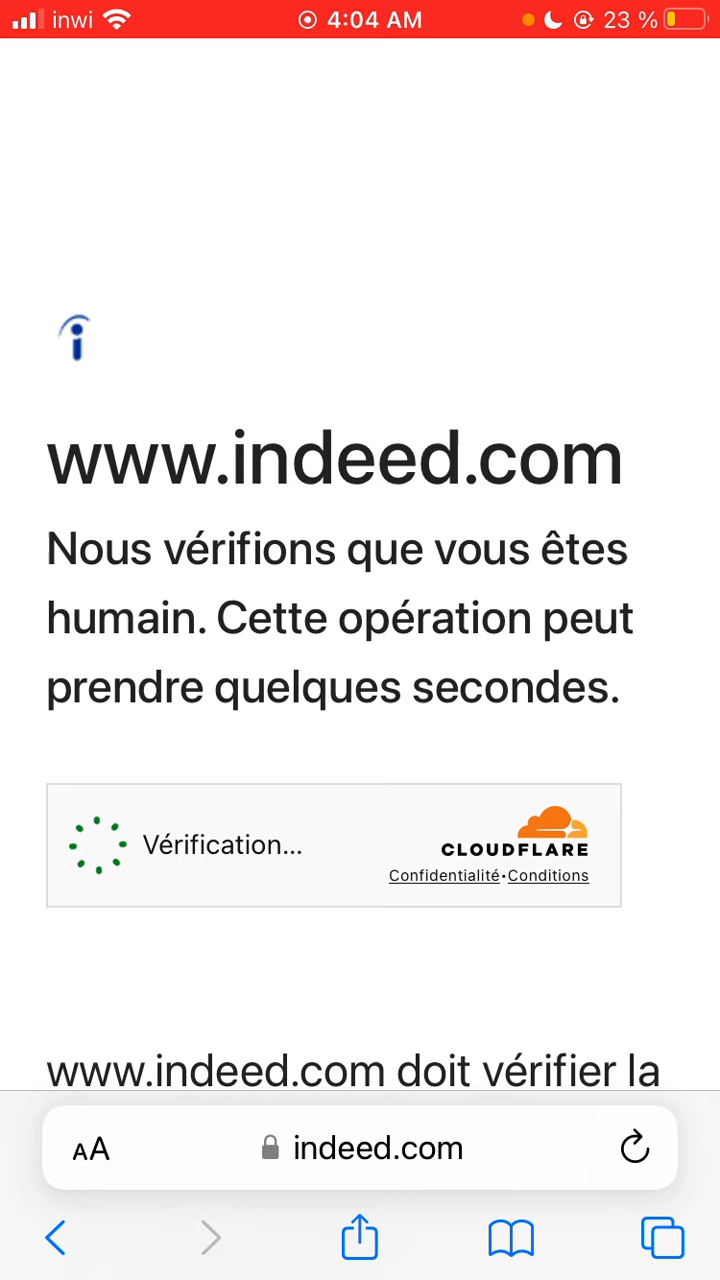 inwi 4:04 AM 23 %
www.indeed.com
Nous vérifions que vous êtes
humain. Cette opération peut
prendre quelques secondes.
Vérification...
CLOUDFLARE
Confidentialité•Conditions
www.indeed.com doit vérifier la
AA indeed.com